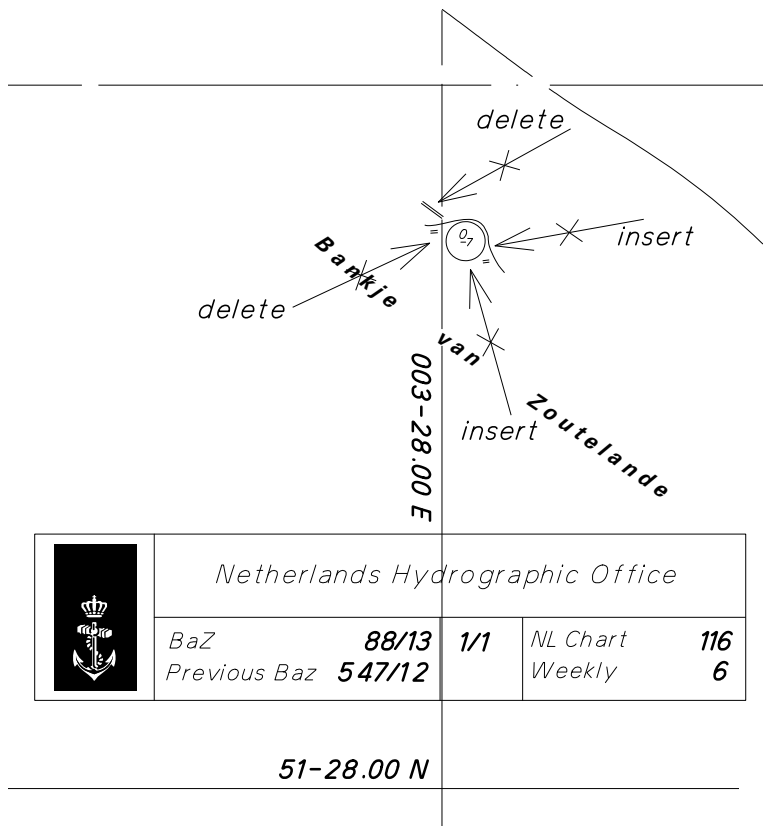 delete
insert
0₇
Bankje van Zoutelande
delete
insert
003-28.00 E
Netherlands Hydrographic Office
BaZ 88/13 1/1 NL Chart 116
Previous Baz 547/12 Weekly 6
51-28.00 N